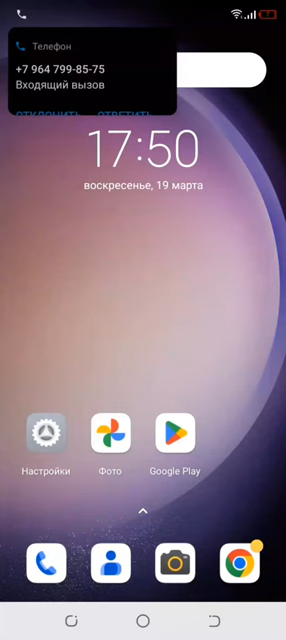 Телефон
+7 964 799-85-75
Входящий вызов
ОТКЛОНИТЬ ОТВЕТИТЬ
17:50
воскресенье, 19 марта
Настройки Фото Google Play